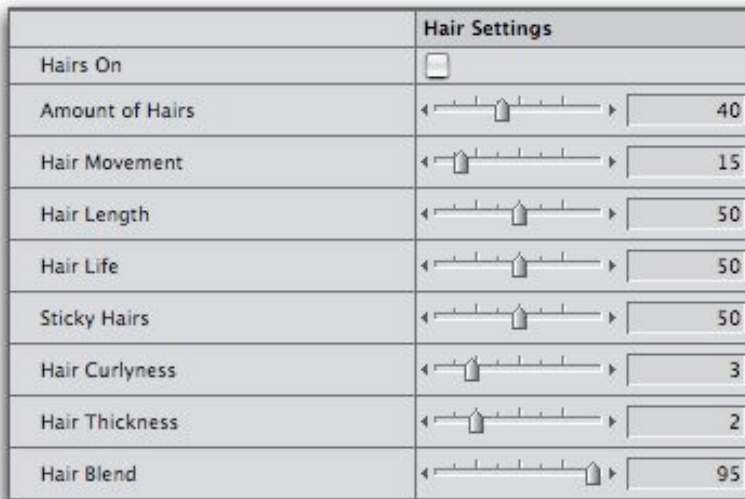 Hair Settings
Hairs On
Amount of Hairs 40
Hair Movement 15
Hair Length 50
Hair Life 50
Sticky Hairs 50
Hair Curlyness 3
Hair Thickness 2
Hair Blend 95